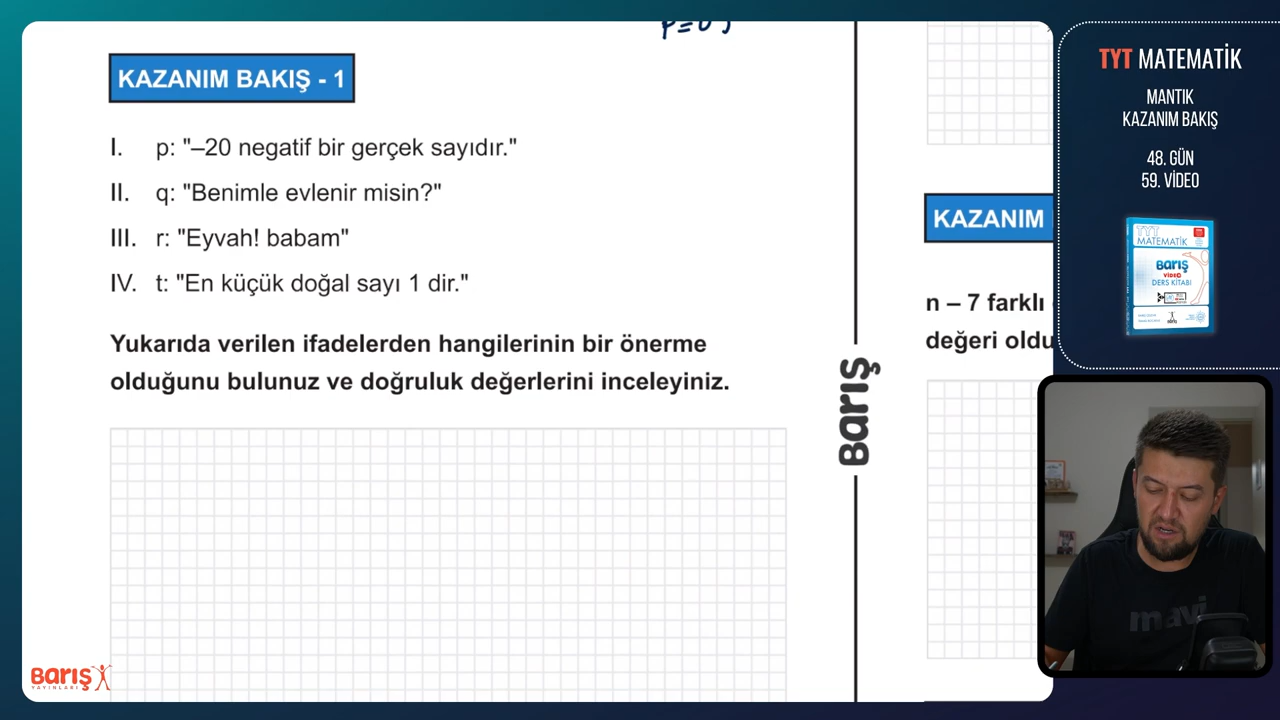 p=0
KAZANIM BAKIŞ - 1
I. p: "–20 negatif bir gerçek sayıdır."
II. q: "Benimle evlenir misin?"
III. r: "Eyvah! babam"
IV. t: "En küçük doğal sayı 1 dir."
Yukarıda verilen ifadelerden hangilerinin bir önerme
olduğunu bulunuz ve doğruluk değerlerini inceleyiniz.
Barış
KAZANIM
n – 7 farklı
değeri oldu
TYT MATEMATİK
MANTIK
KAZANIM BAKIŞ
48. GÜN
59. VİDEO
TYT
MATEMATİK
Barış
VİDEO
DERS KİTABI
mavi
Barış
YAYINLARI